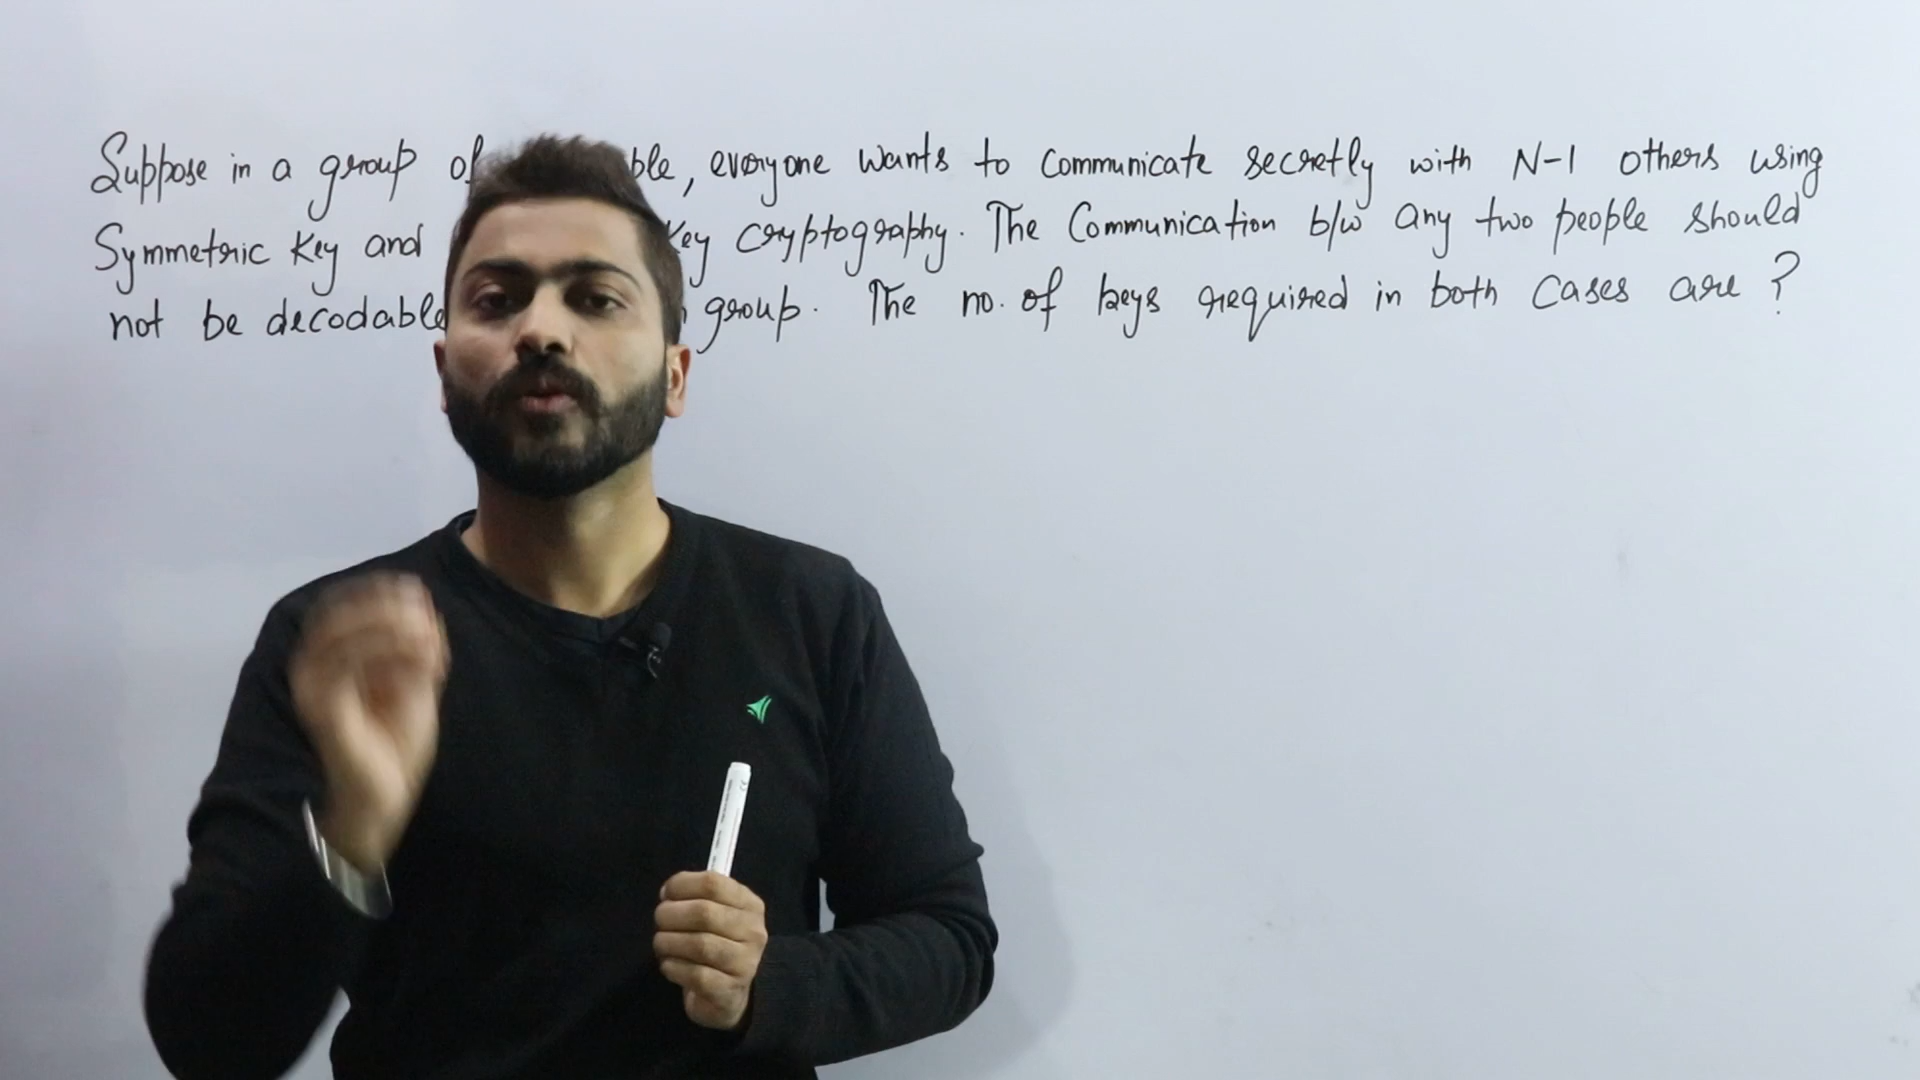 Suppose in a group of ble, everyone wants to communicate secretly with N-1 others using
Symmetric Key and Key cryptography. The Communication b/w any two people should
not be decodable group. The no. of keys required in both cases are ?